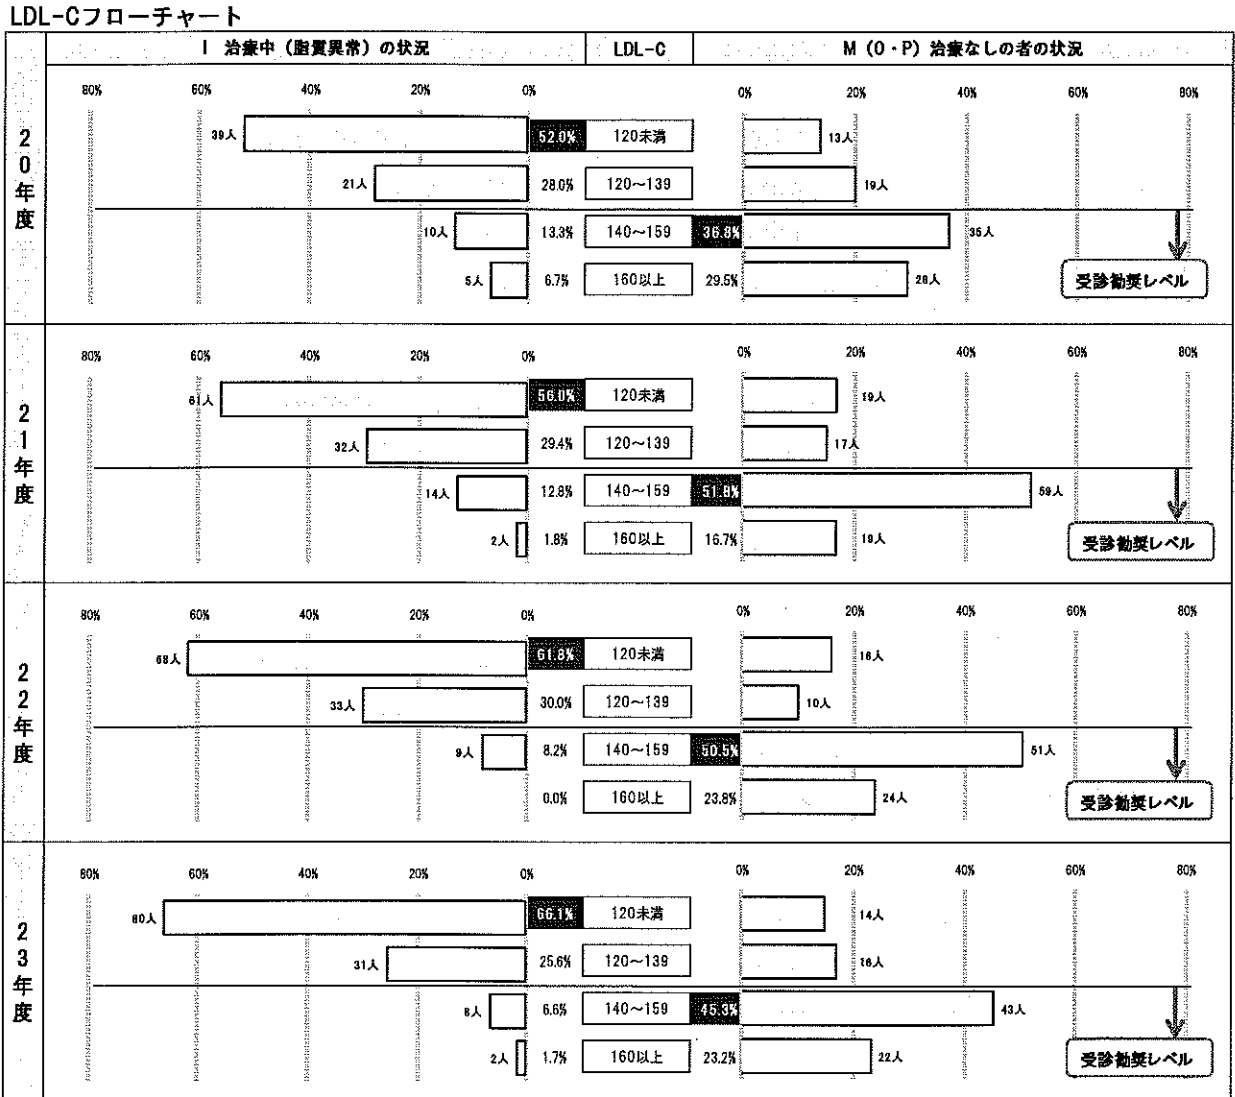 LDL-Cフローチャート
I 治療中（脂質異常）の状況 LDL-C M（O・P）治療なしの者の状況
20年度
80% 60% 40% 20% 0% 0% 20% 40% 60% 80%
39人 52.0% 120未満 13人
21人 28.0% 120～139 19人
10人 13.3% 140～159 36.8% 35人
5人 6.7% 160以上 29.5% 28人
受診勧奨レベル
21年度
80% 60% 40% 20% 0% 0% 20% 40% 60% 80%
61人 56.0% 120未満 19人
32人 29.4% 120～139 17人
14人 12.8% 140～159 51.8% 59人
2人 1.8% 160以上 16.7% 19人
受診勧奨レベル
22年度
80% 60% 40% 20% 0% 0% 20% 40% 60% 80%
68人 61.8% 120未満 16人
33人 30.0% 120～139 10人
9人 8.2% 140～159 50.5% 51人
0.0% 160以上 23.8% 24人
受診勧奨レベル
23年度
80% 60% 40% 20% 0% 0% 20% 40% 60% 80%
80人 66.1% 120未満 14人
31人 25.6% 120～139 16人
8人 6.6% 140～159 45.3% 43人
2人 1.7% 160以上 23.2% 22人
受診勧奨レベル